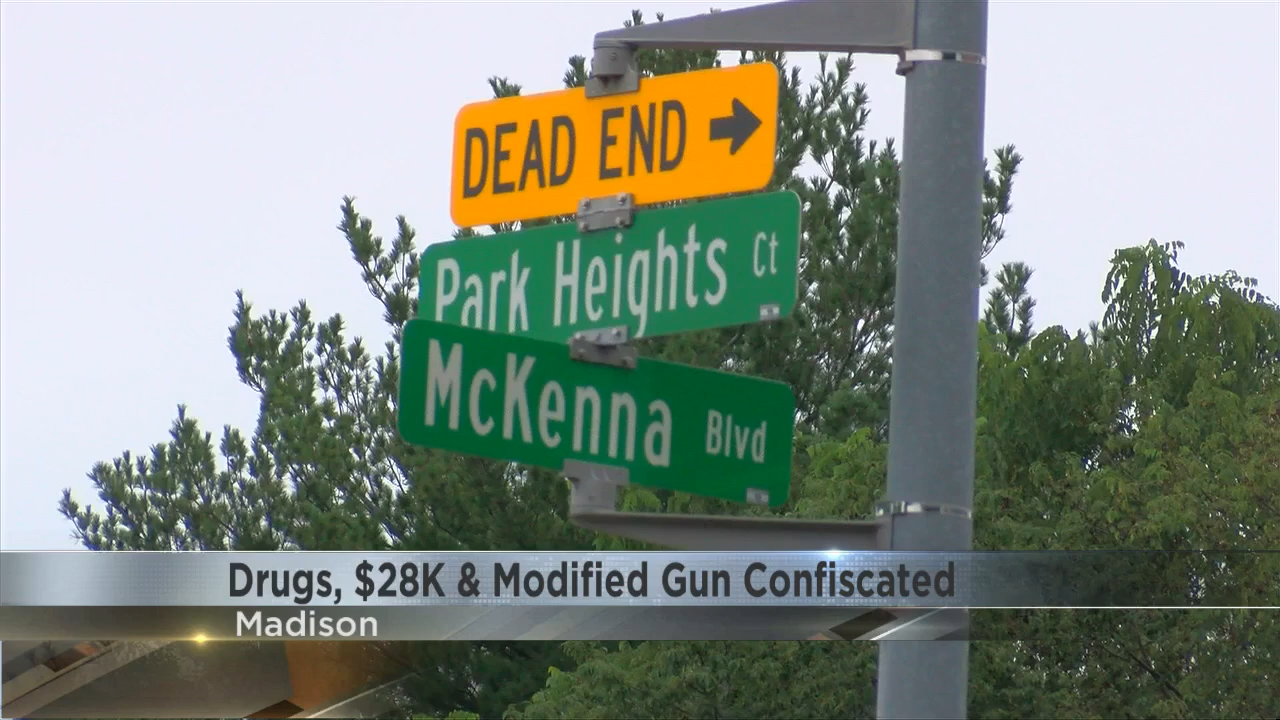 DEAD END →
Park Heights Ct
McKenna Blvd
Drugs, $28K & Modified Gun Confiscated
Madison